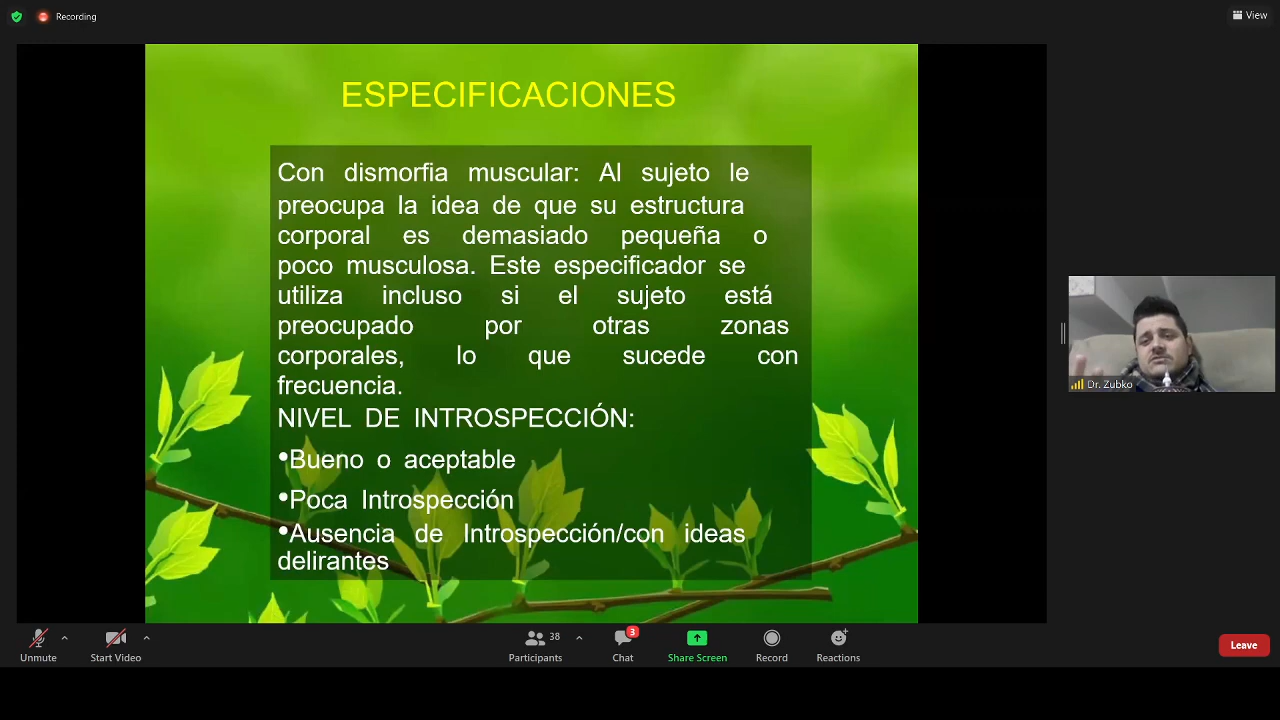 Recording
View
ESPECIFICACIONES
Con dismorfia muscular: Al sujeto le
preocupa la idea de que su estructura
corporal es demasiado pequeña o
poco musculosa. Este especificador se
utiliza incluso si el sujeto está
preocupado por otras zonas
corporales, lo que sucede con
frecuencia.
NIVEL DE INTROSPECCIÓN:
•Bueno o aceptable
•Poca Introspección
•Ausencia de Introspección/con ideas
delirantes
Dr. Zubko
Unmute
Start Video
38
Participants
3
Chat
Share Screen
Record
Reactions
Leave